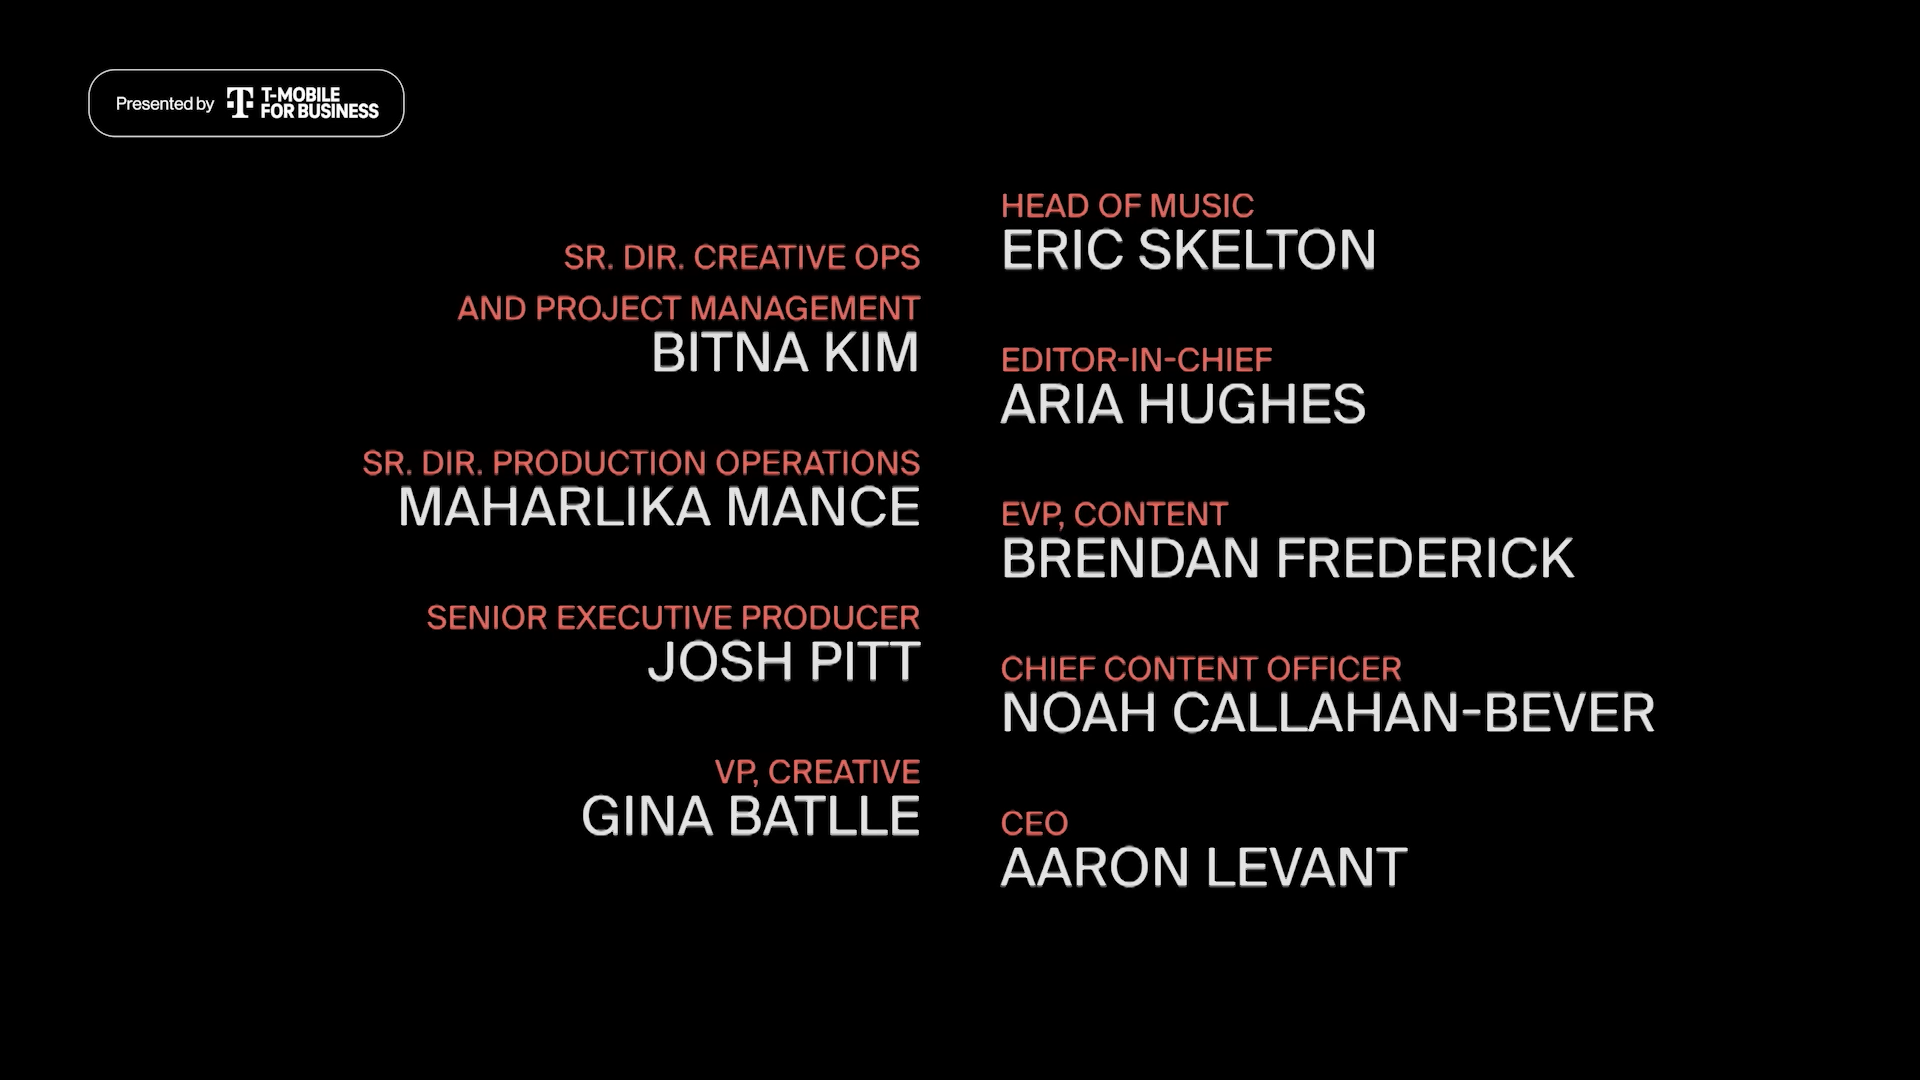 Presented by T-MOBILE
FOR BUSINESS
SR. DIR. CREATIVE OPS
AND PROJECT MANAGEMENT
BITNA KIM
SR. DIR. PRODUCTION OPERATIONS
MAHARLIKA MANCE
SENIOR EXECUTIVE PRODUCER
JOSH PITT
VP, CREATIVE
GINA BATLLE
HEAD OF MUSIC
ERIC SKELTON
EDITOR-IN-CHIEF
ARIA HUGHES
EVP, CONTENT
BRENDAN FREDERICK
CHIEF CONTENT OFFICER
NOAH CALLAHAN-BEVER
CEO
AARON LEVANT